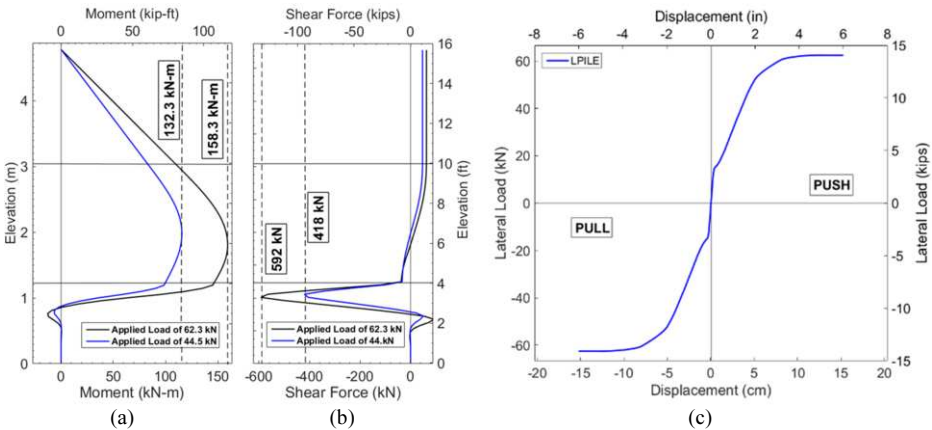 Moment (kip-ft)
0 50 100
132.3 kN-m
158.3 kN-m
Elevation (m)
4
3
2
1
0
Applied Load of 62.3 kN
Applied Load of 44.5 kN
0 50 100 150
Moment (kN-m)
(a)
Shear Force (kips)
-100 0
592 kN
418 kN
16
14
12
10
8
6
4
2
0
Elevation (ft)
Applied Load of 62.3 kN
Applied Load of 44.kN
-600 -400 -200 0
Shear Force (kN)
(b)
Displacement (in)
-8 -6 -4 -2 0 2 4 6 8
LPILE
Lateral Load (kN)
60
40
20
0
-20
-40
-60
PUSH
PULL
15
10
5
0
-5
-10
-15
Lateral Load (kips)
-20 -15 -10 -5 0 5 10 15 20
Displacement (cm)
(c)